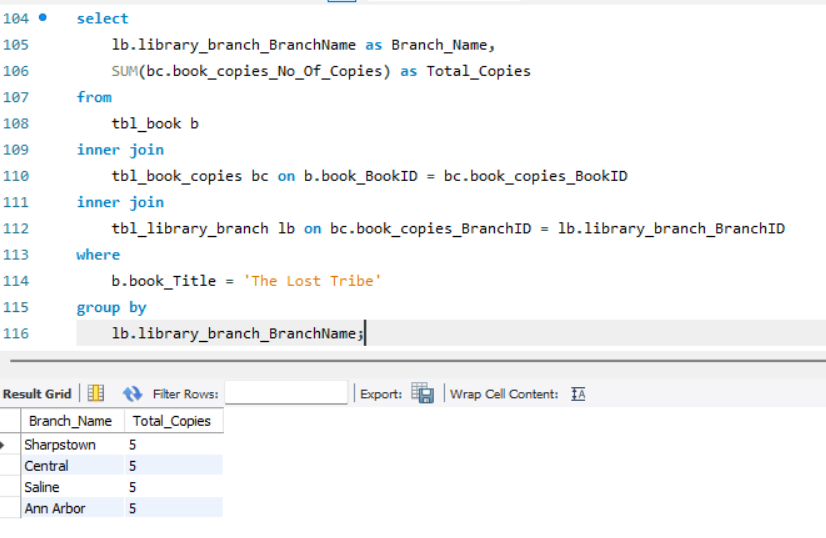 104 select
105 lb.library_branch_BranchName as Branch_Name,
106 SUM(bc.book_copies_No_Of_Copies) as Total_Copies
107 from
108 tbl_book b
109 inner join
110 tbl_book_copies bc on b.book_BookID = bc.book_copies_BookID
111 inner join
112 tbl_library_branch lb on bc.book_copies_BranchID = lb.library_branch_BranchID
113 where
114 b.book_Title = 'The Lost Tribe'
115 group by
116 lb.library_branch_BranchName;
Result Grid Filter Rows: Export: Wrap Cell Content: IA
Branch_Name Total_Copies
Sharpstown 5
Central 5
Saline 5
Ann Arbor 5